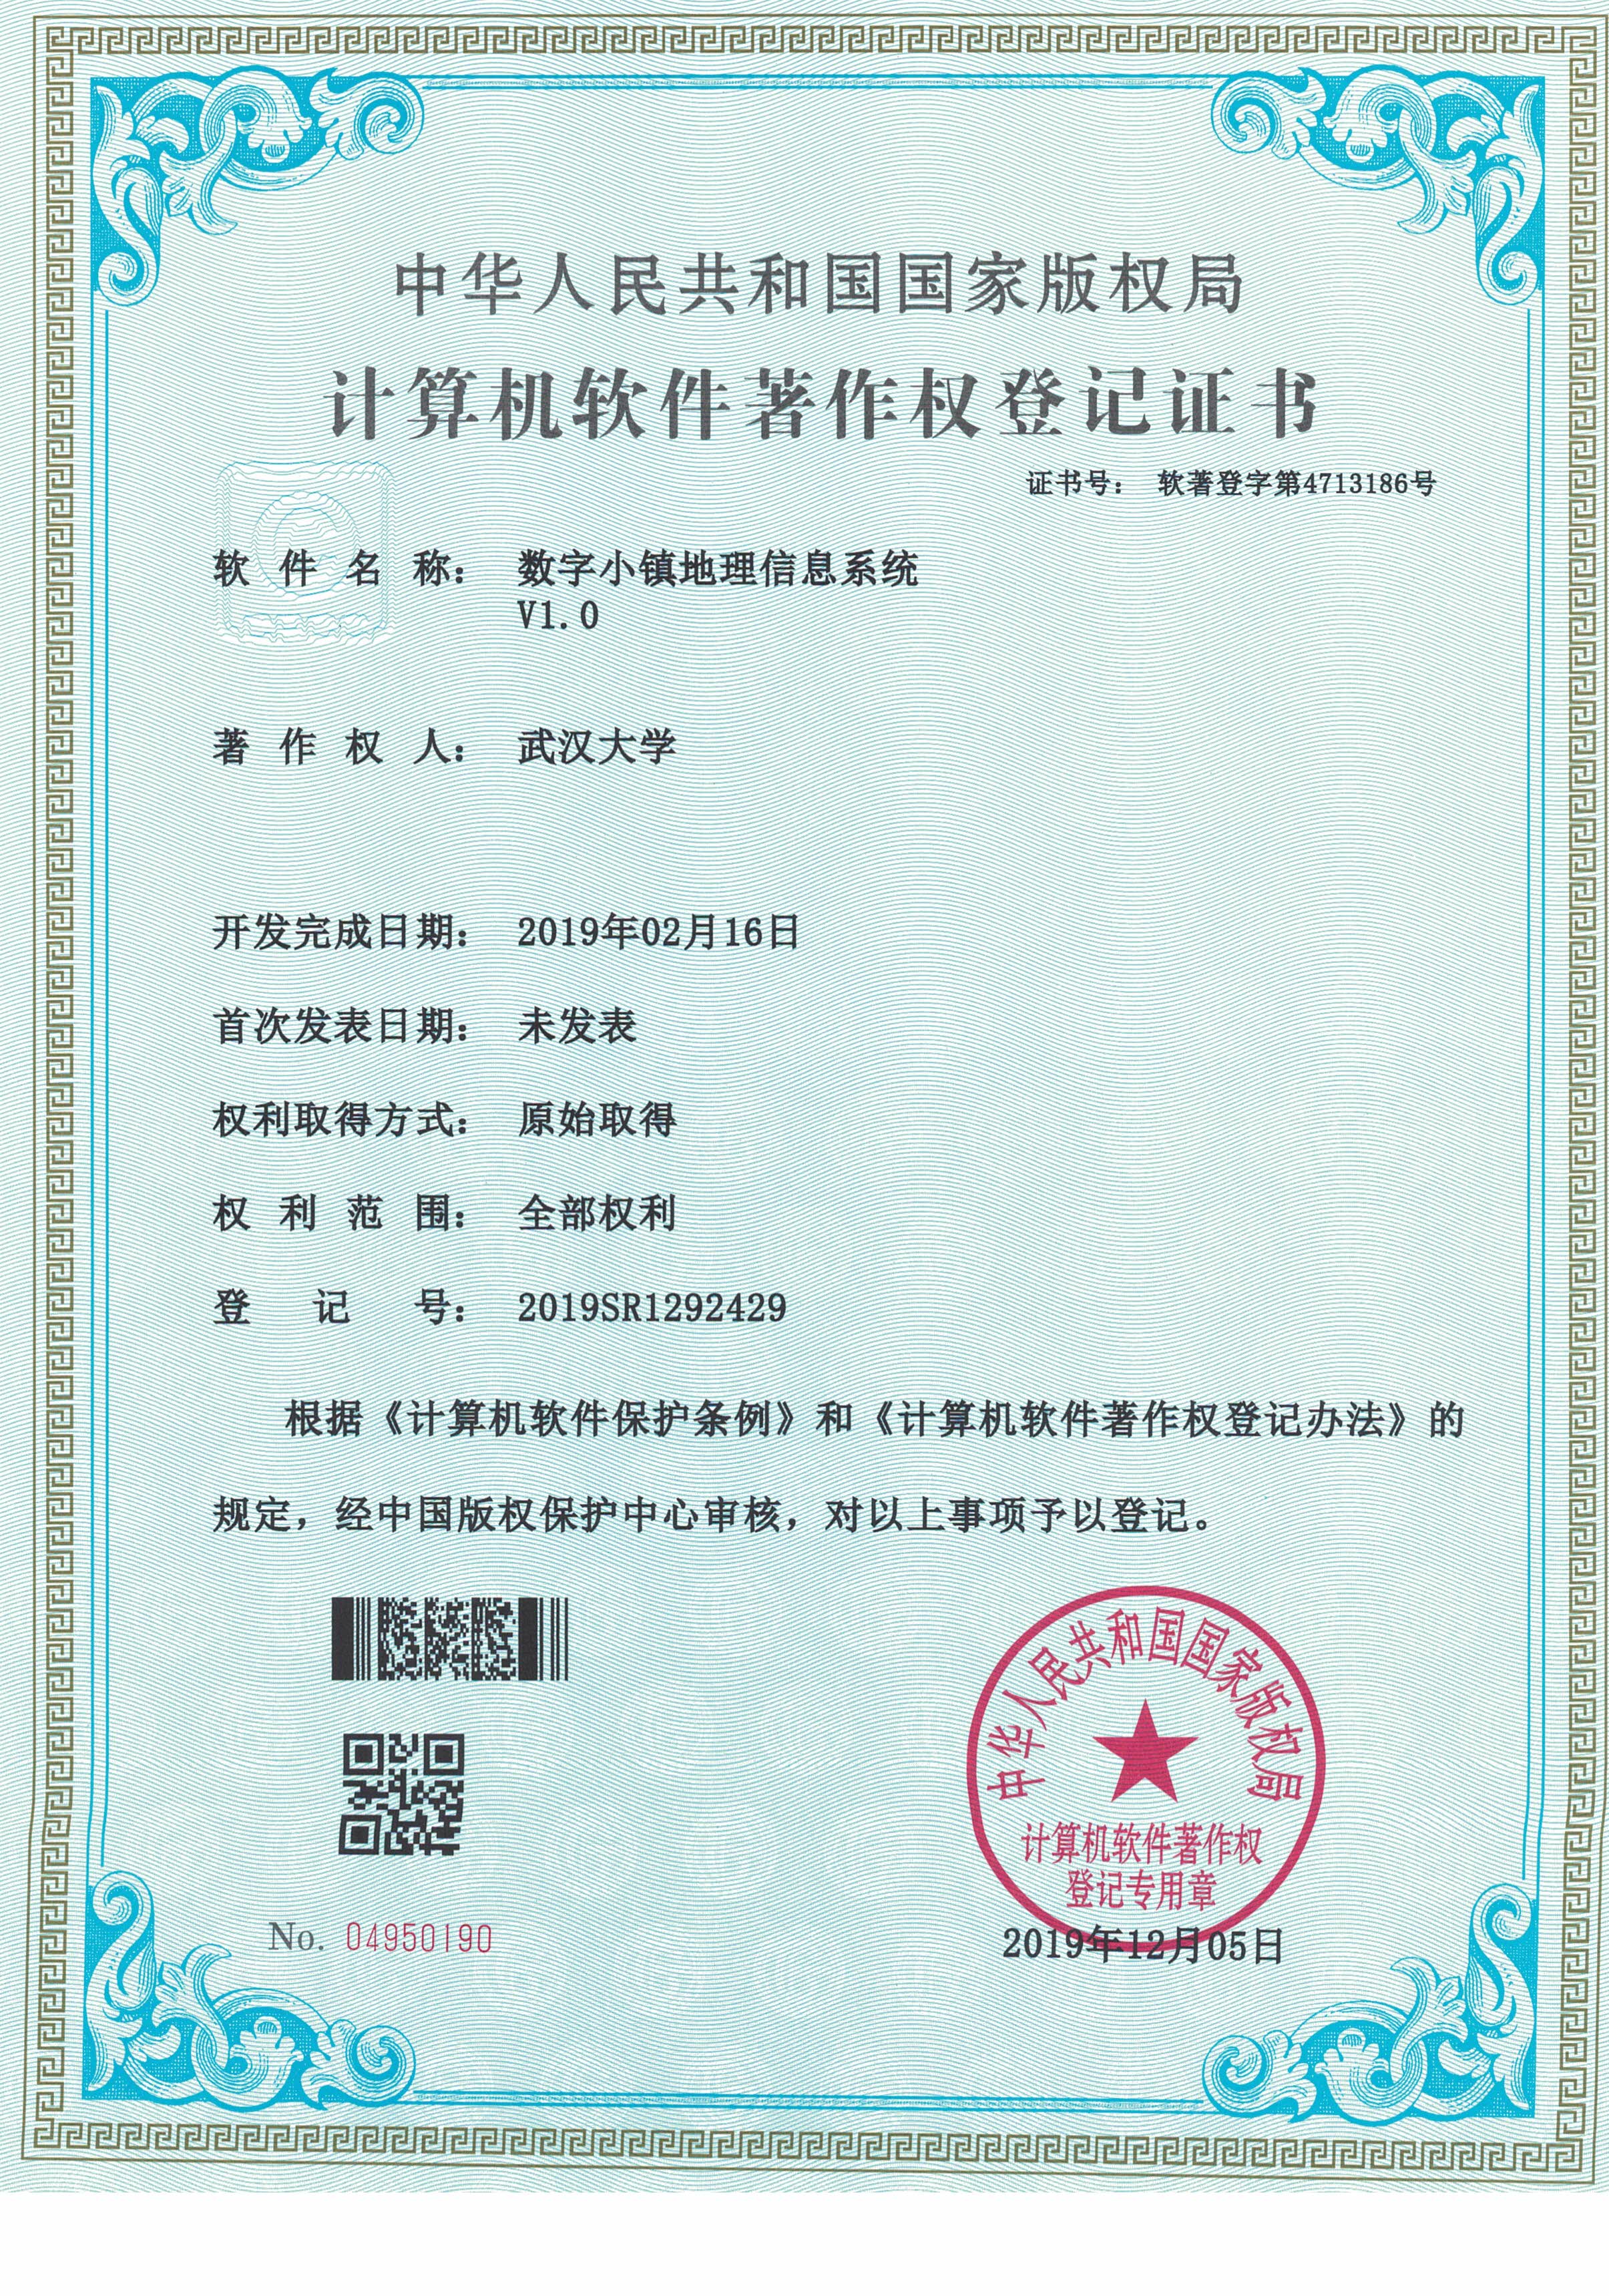 中华人民共和国国家版权局
计算机软件著作权登记证书
证书号： 软著登字第4713186号
软件名称： 数字小镇地理信息系统
V1.0
著作权人： 武汉大学
开发完成日期： 2019年02月16日
首次发表日期： 未发表
权利取得方式： 原始取得
权利范围： 全部权利
登记号： 2019SR1292429
根据《计算机软件保护条例》和《计算机软件著作权登记办法》的
规定，经中国版权保护中心审核，对以上事项予以登记。
中华人民共和国国家版权局
计算机软件著作权
登记专用章
No. 04950190
2019年12月05日